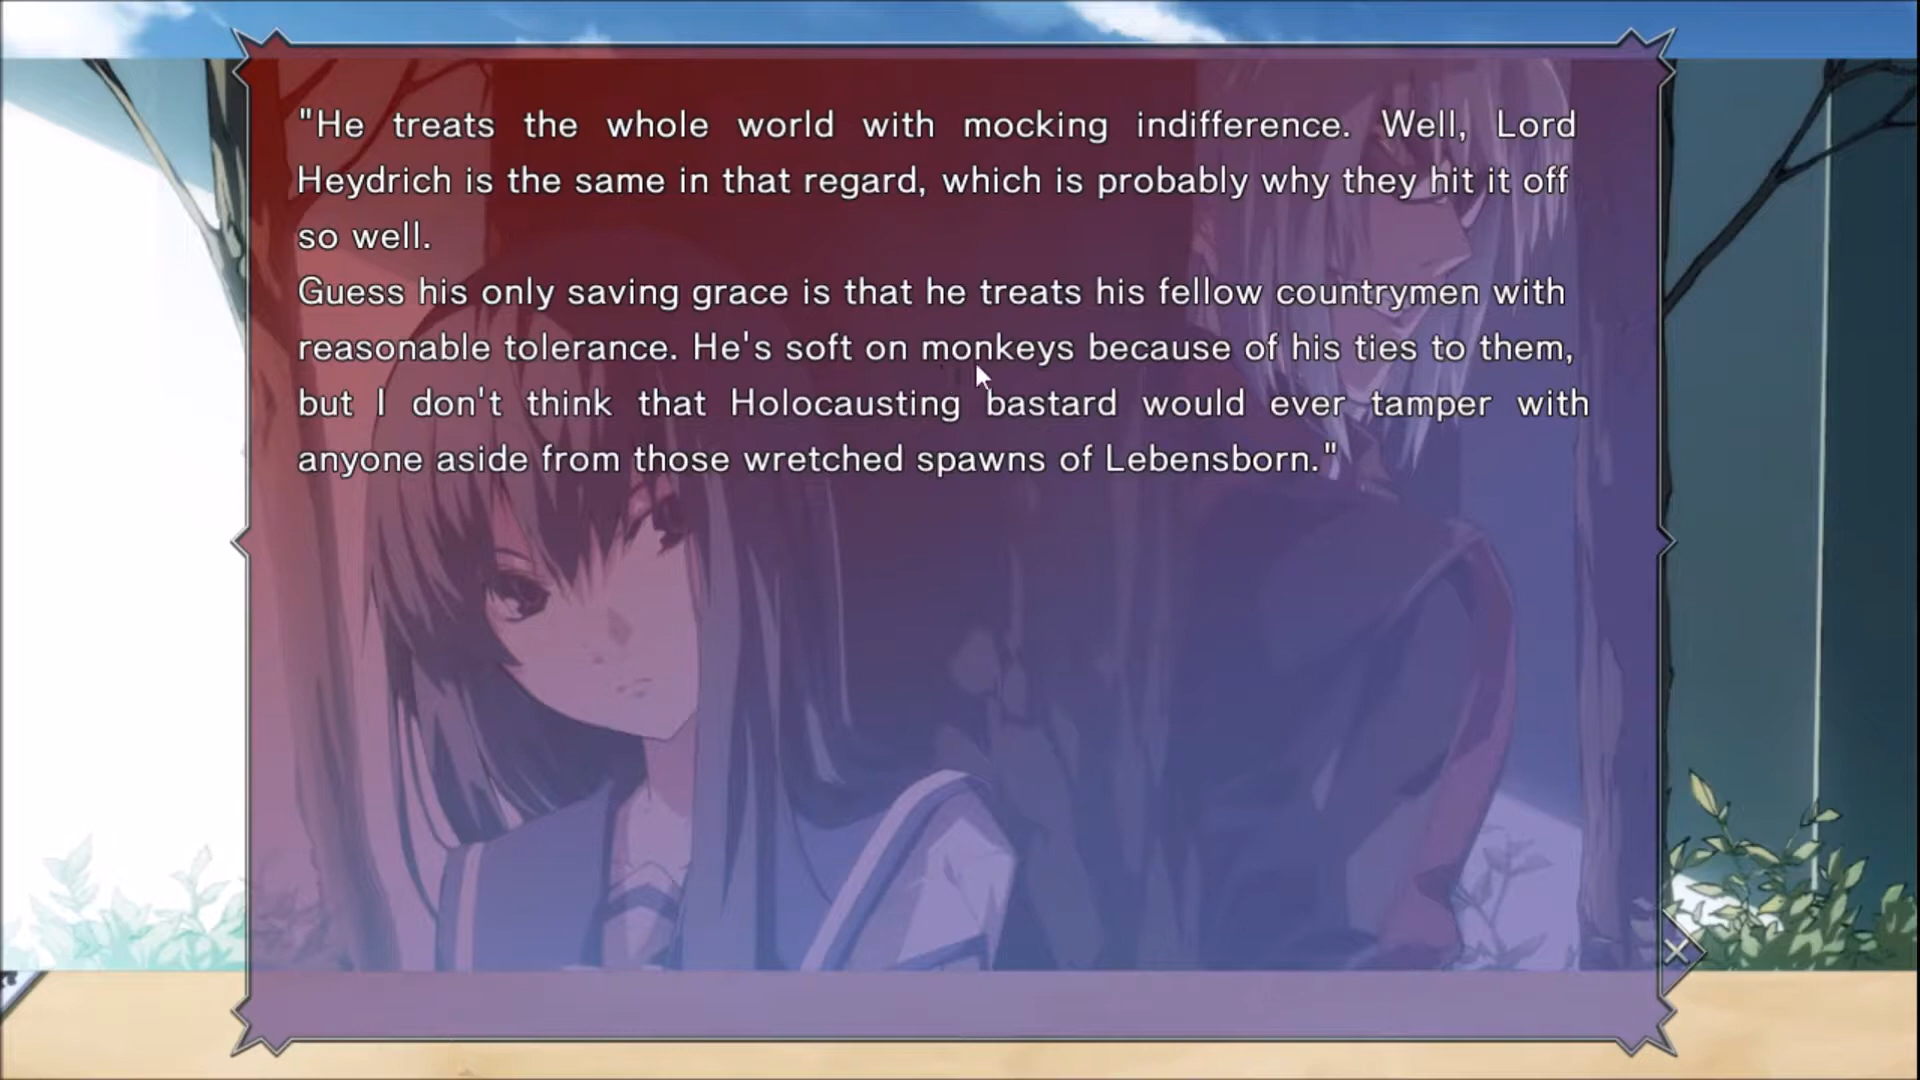 "He treats the whole world with mocking indifference. Well, Lord
Heydrich is the same in that regard, which is probably why they hit it off
so well.
Guess his only saving grace is that he treats his fellow countrymen with
reasonable tolerance. He's soft on monkeys because of his ties to them,
but I don't think that Holocausting bastard would ever tamper with
anyone aside from those wretched spawns of Lebensborn."